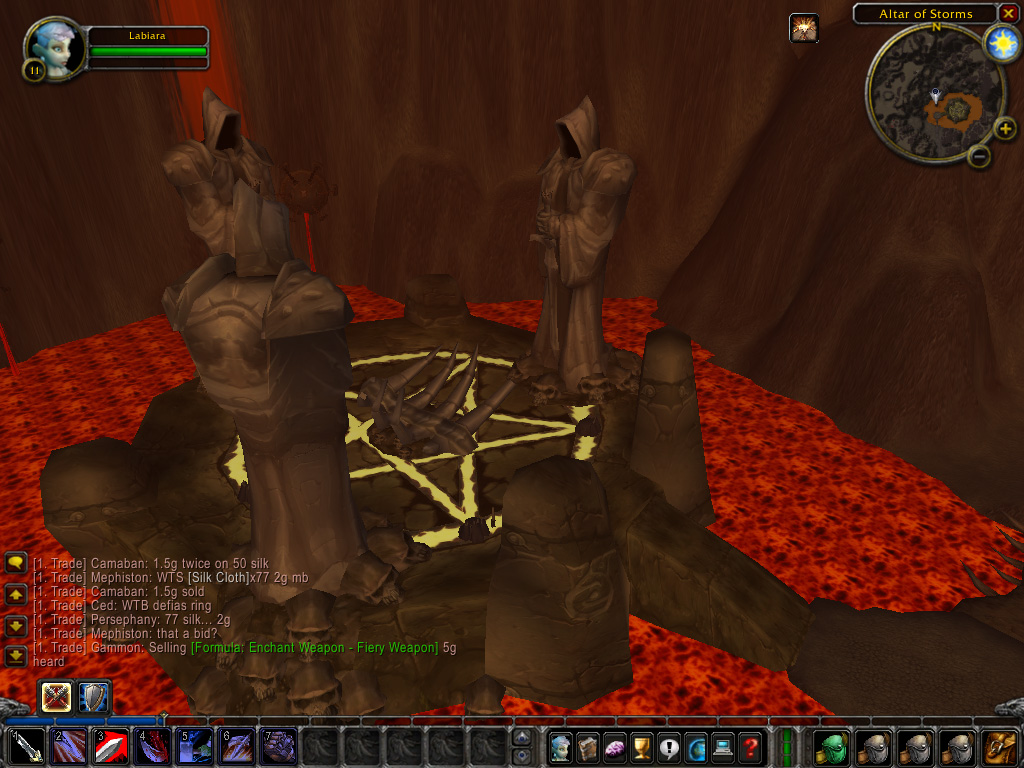 Labiara
11
Altar of Storms
N
[1. Trade] Camaban: 1.5g twice on 50 silk
[1. Trade] Mephiston: WTS [Silk Cloth]x77 2g mb
[1. Trade] Camaban: 1.5g sold
[1. Trade] Ced: WTB defias ring
[1. Trade] Persephany: 77 silk... 2g
[1. Trade] Mephiston: that a bid?
[1. Trade] Gammon: Selling [Formula: Enchant Weapon - Fiery Weapon] 5g
heard
1 2 3 4 5 6 7